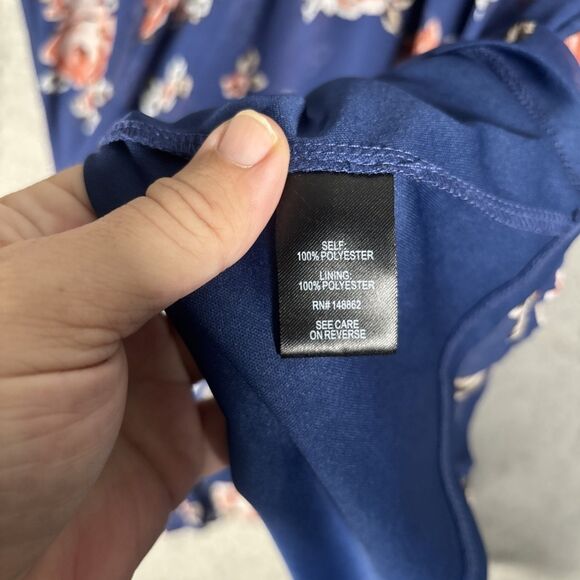 SELF:
100% POLYESTER
LINING:
100% POLYESTER
RN# 148862
SEE CARE
ON REVERSE